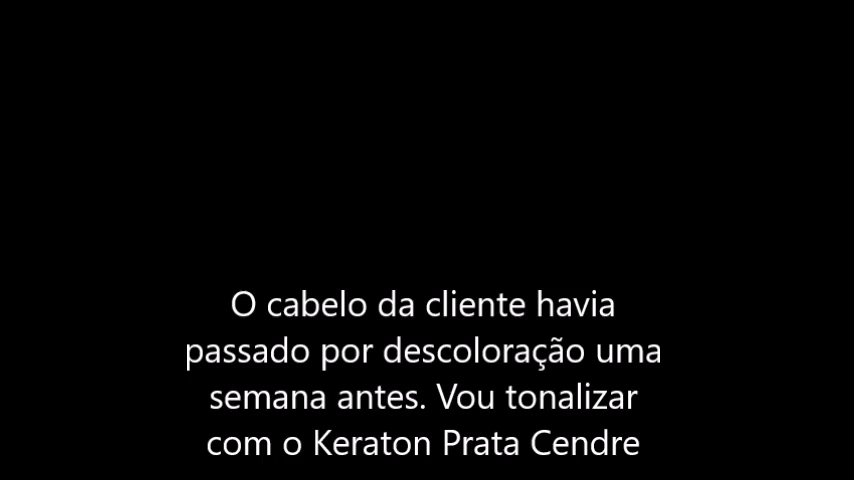 O cabelo da cliente havia
passado por descoloração uma
semana antes. Vou tonalizar
com o Keraton Prata Cendre